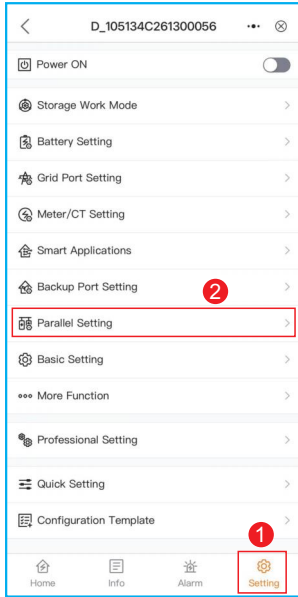 D_105134C261300056
Power ON
Storage Work Mode
Battery Setting
Grid Port Setting
Meter/CT Setting
Smart Applications
Backup Port Setting
2
Parallel Setting
Basic Setting
More Function
Professional Setting
Quick Setting
Configuration Template
1
Home Info Alarm Setting